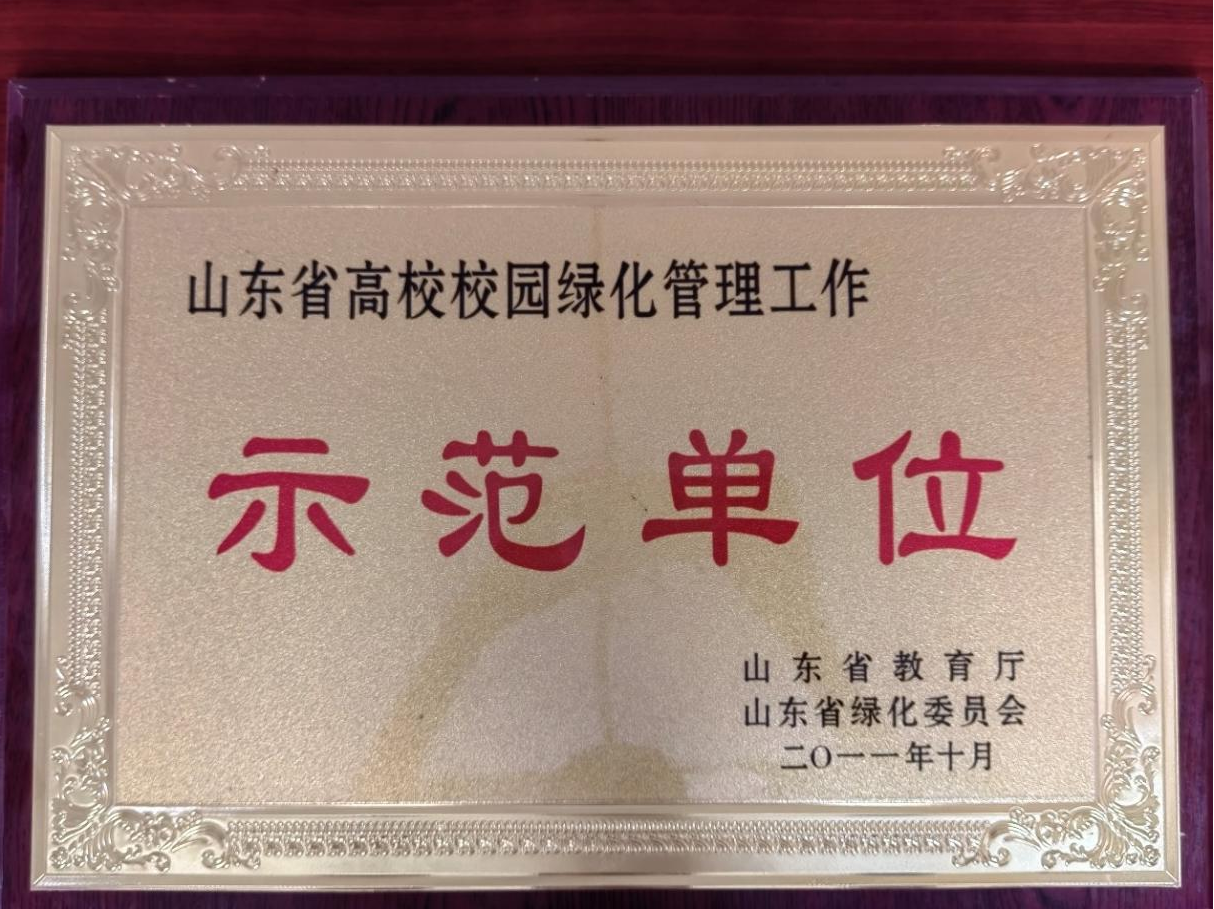 山东省高校校园绿化管理工作
示范单位
山东省教育厅
山东省绿化委员会
二〇一一年十月